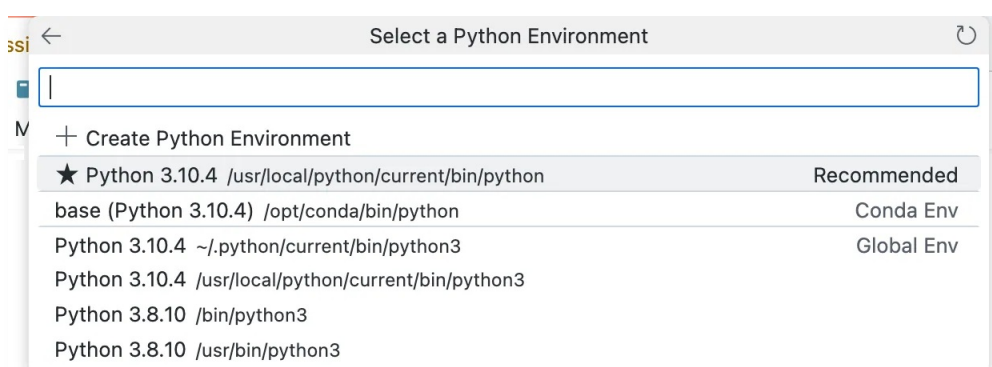 Select a Python Environment
ssi
M
Create Python Environment
Python 3.10.4 /usr/local/python/current/bin/python Recommended
base (Python 3.10.4) /opt/conda/bin/python Conda Env
Python 3.10.4 ~/.python/current/bin/python3 Global Env
Python 3.10.4 /usr/local/python/current/bin/python3
Python 3.8.10 /bin/python3
Python 3.8.10 /usr/bin/python3